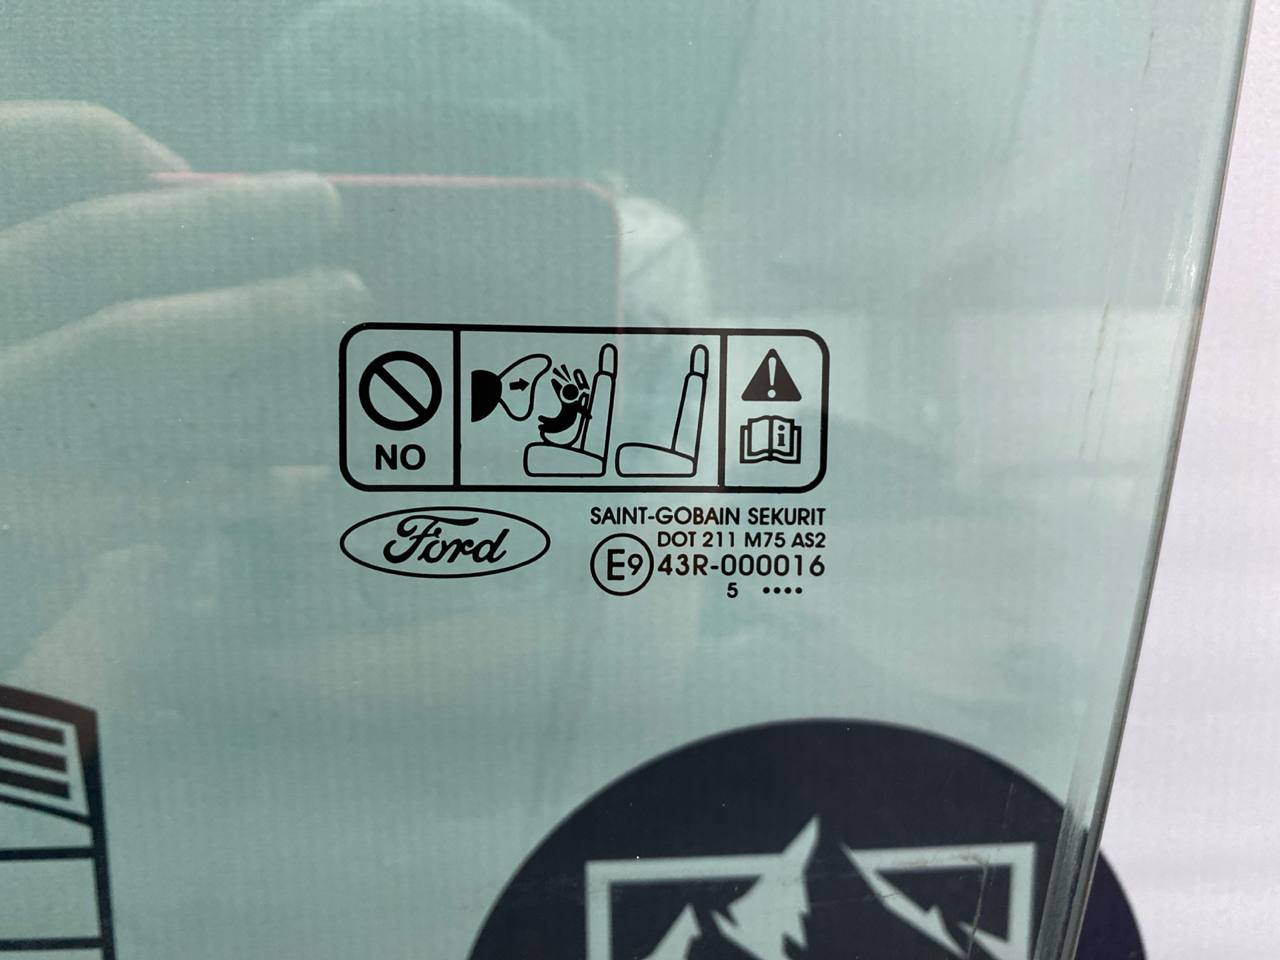 NO
i
Ford
SAINT-GOBAIN SEKURIT
DOT 211 M75 AS2
E9 43R-000016
5 ••••